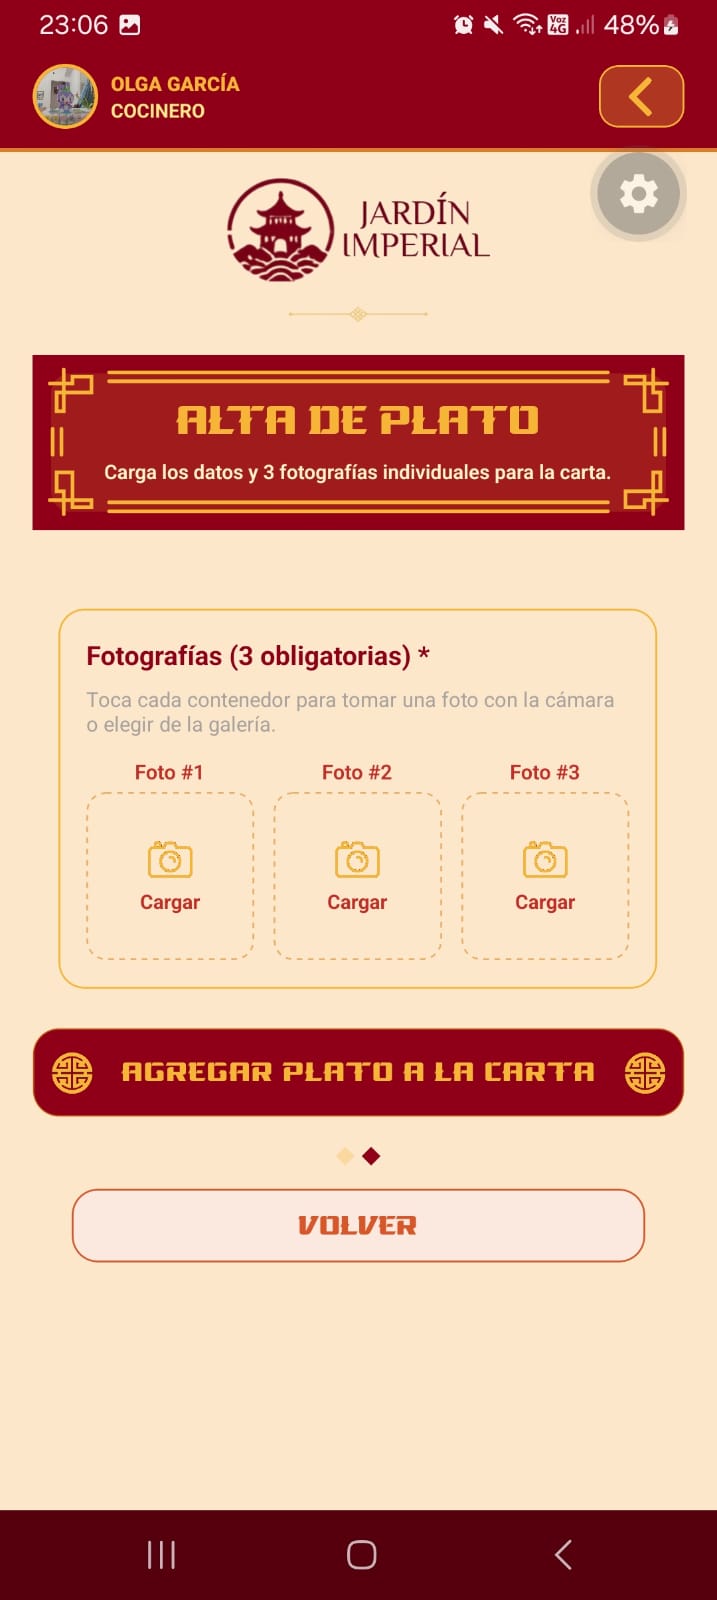 23:06
Voz 4G
48%
OLGA GARCÍA
COCINERO
JARDÍN
IMPERIAL
ALTA DE PLATO
Carga los datos y 3 fotografías individuales para la carta.
Fotografías (3 obligatorias) *
Toca cada contenedor para tomar una foto con la cámara
o elegir de la galería.
Foto #1 Foto #2 Foto #3
Cargar Cargar Cargar
AGREGAR PLATO A LA CARTA
VOLVER